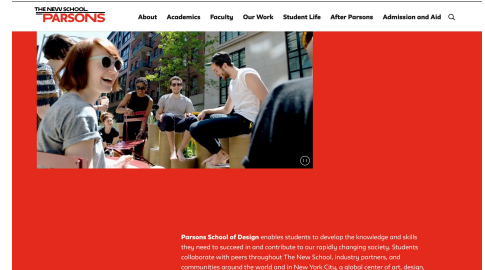 THE NEW SCHOOL
PARSONS
About Academics Faculty Our Work Student Life After Parsons Admission and Aid
Parsons School of Design enables students to develop the knowledge and skills
they need to succeed in and contribute to our rapidly changing society. Students
collaborate with peers throughout The New School, industry partners, and
communities around the world and in New York City, a global center of art, design,